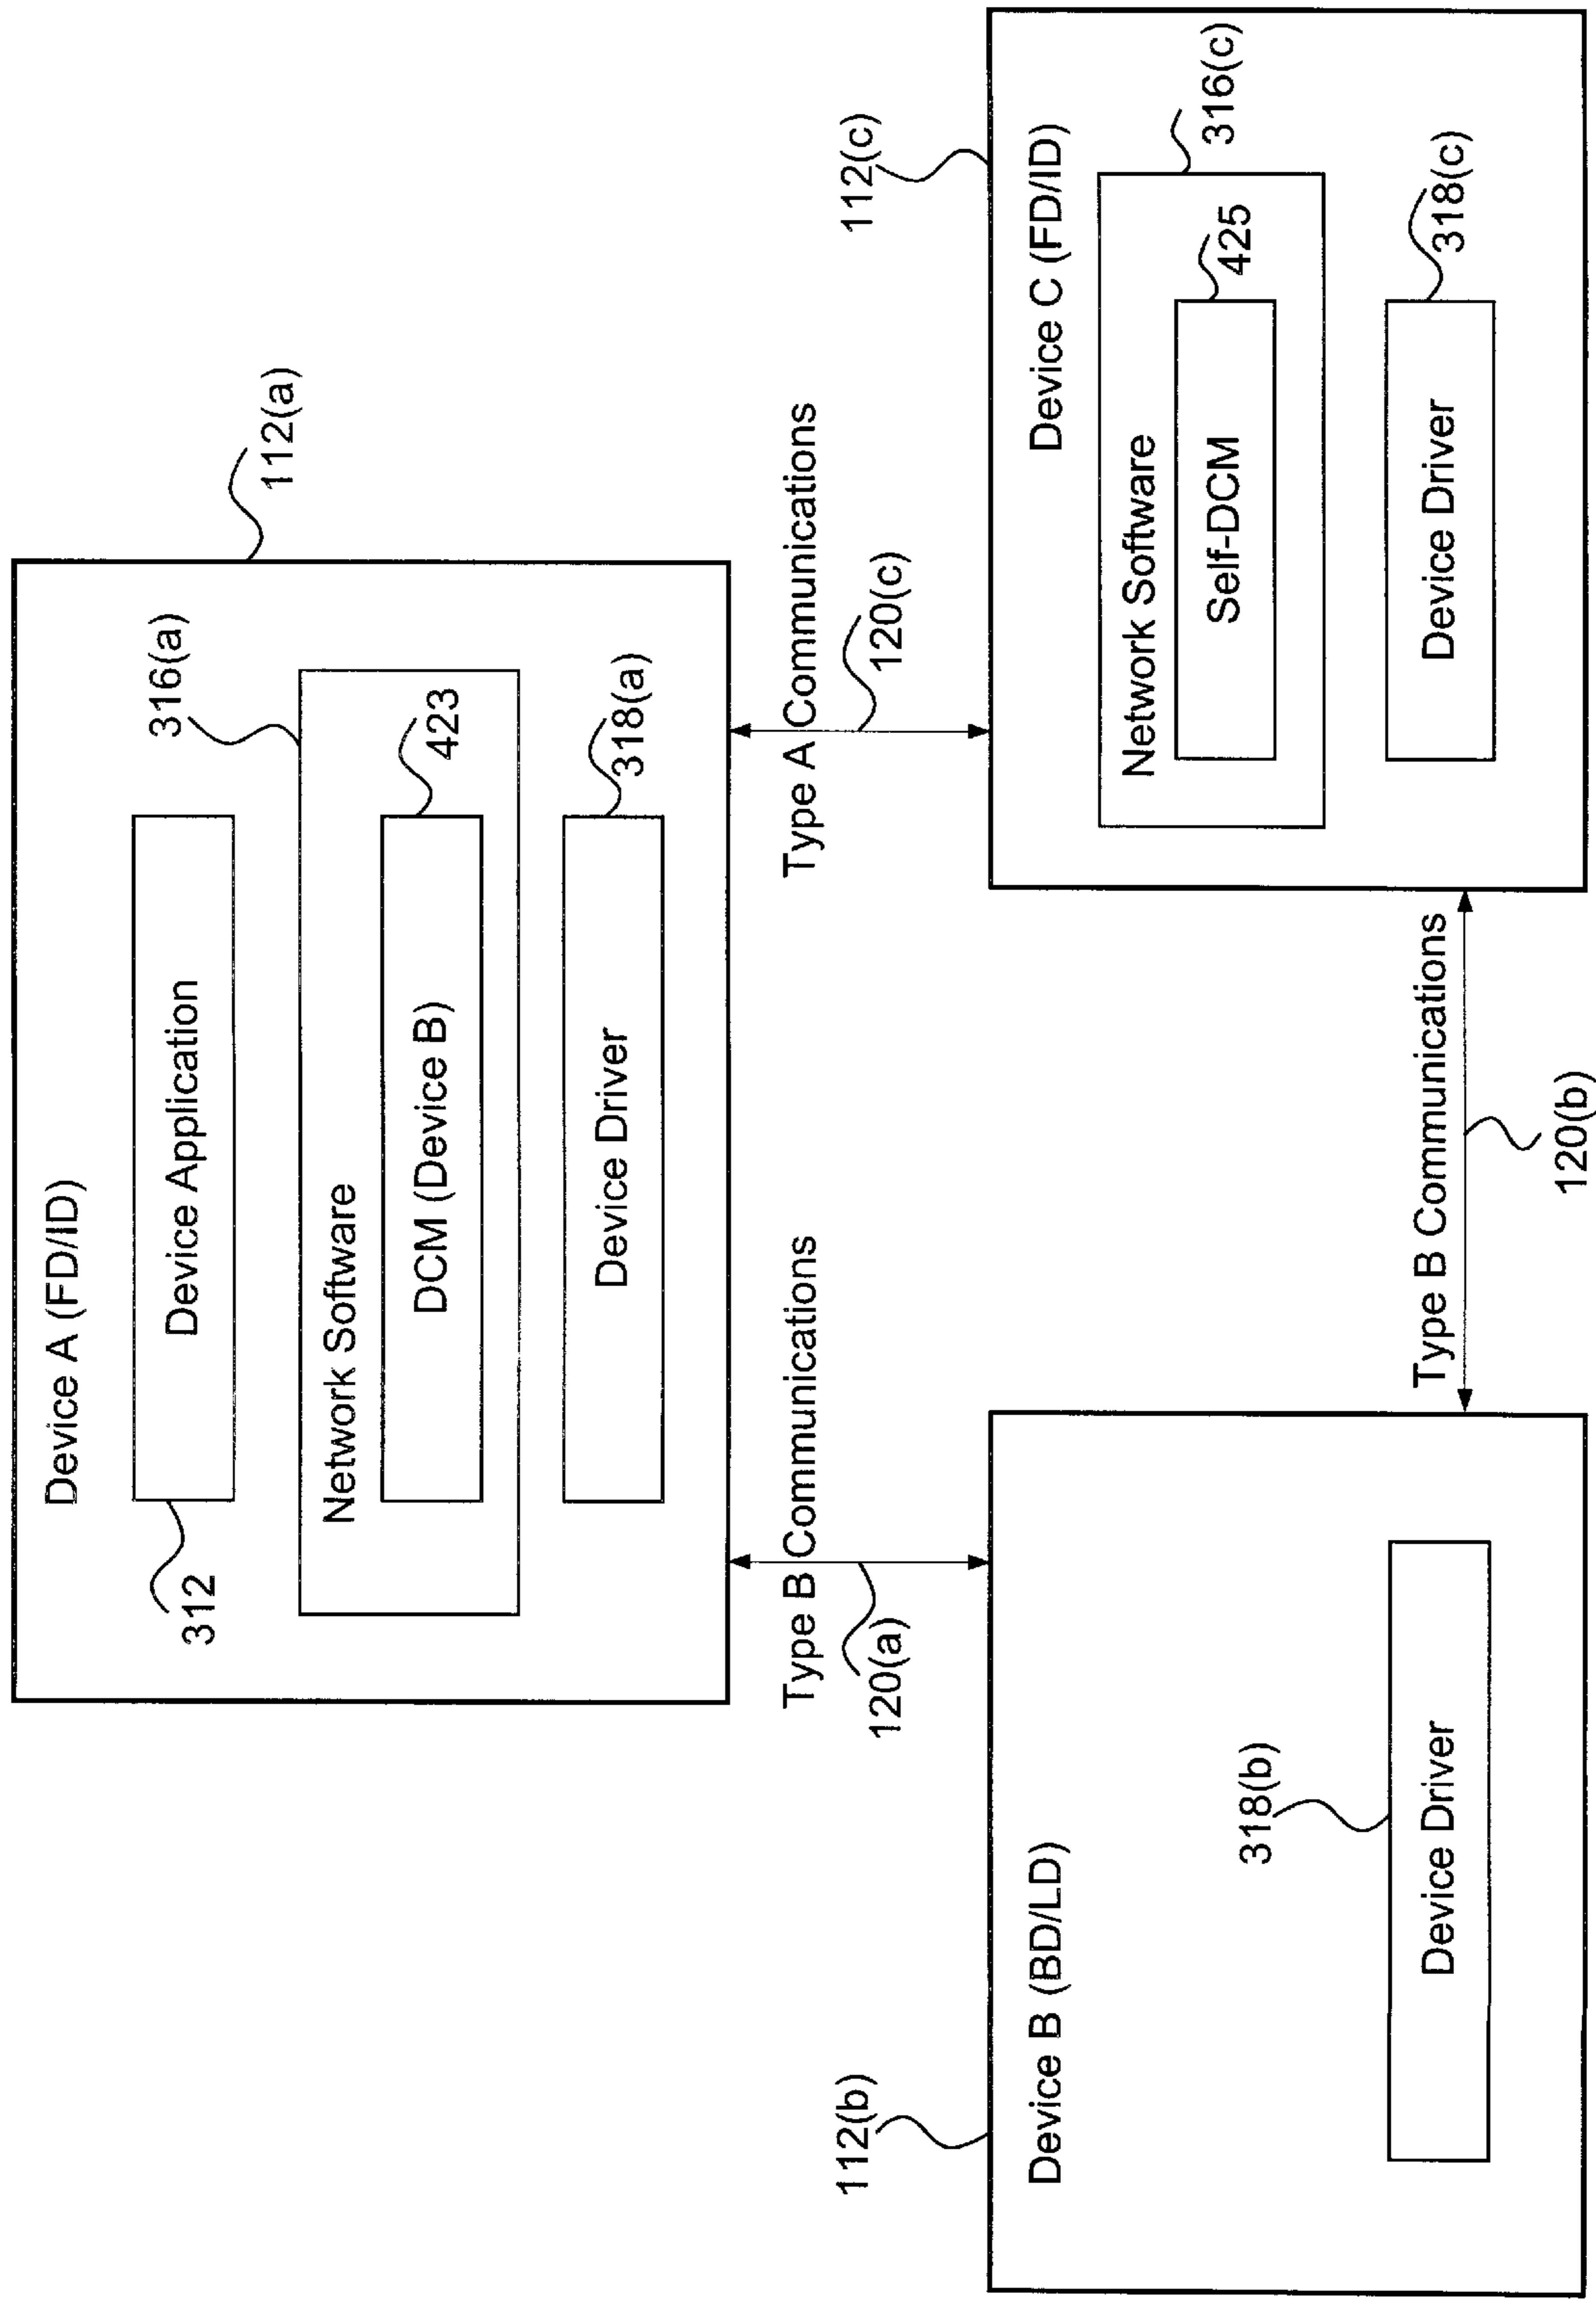 Device A (FD/ID)
312
Device Application
316(a)
112(a)
Network Software
DCM (Device B)
423
Device Driver
318(a)
Type B Communications
120(a)
Type A Communications
120(c)
112(b)
Device B (BD/LD)
318(b)
Device Driver
Type B Communications
120(b)
112(c)
Device C (FD/ID)
Network Software
316(c)
Self-DCM
425
Device Driver
318(c)